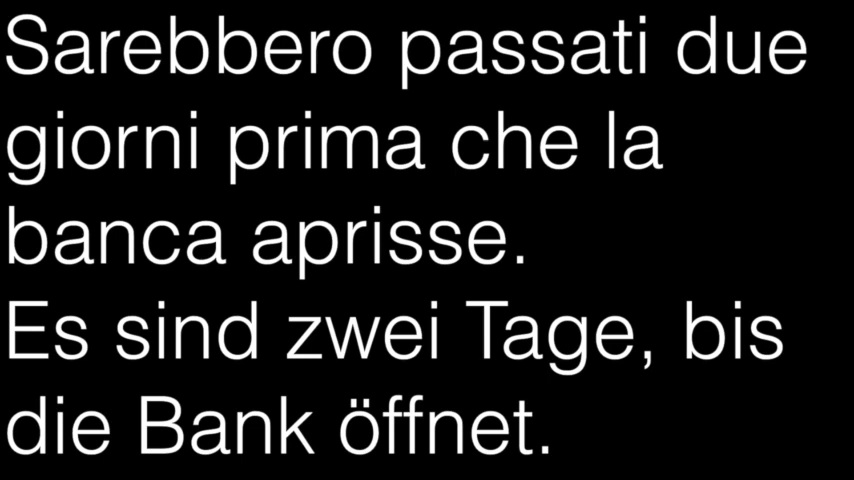 Sarebbero passati due
giorni prima che la
banca aprisse.
Es sind zwei Tage, bis
die Bank öffnet.